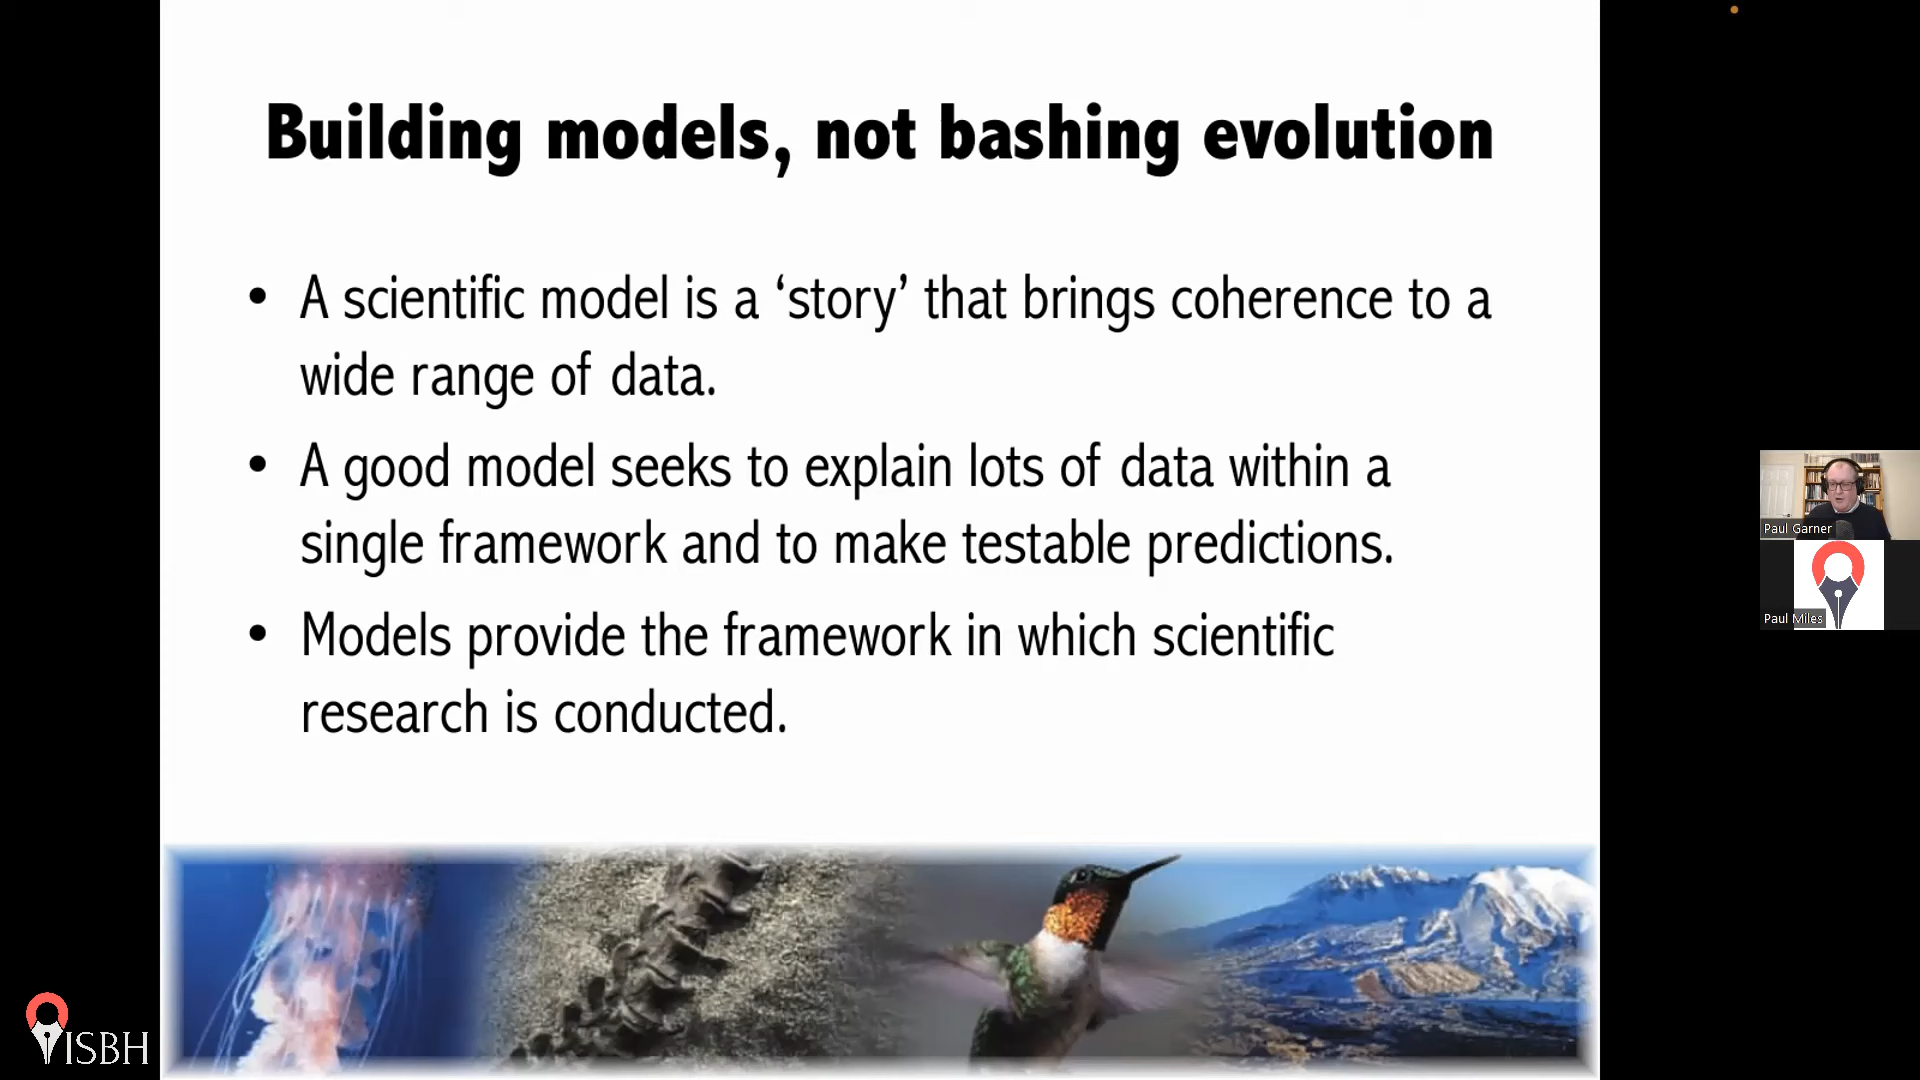 Building models, not bashing evolution
• A scientific model is a ‘story’ that brings coherence to a
wide range of data.
• A good model seeks to explain lots of data within a
single framework and to make testable predictions.
• Models provide the framework in which scientific
research is conducted.
Paul Garner
Paul Miles
ISBH